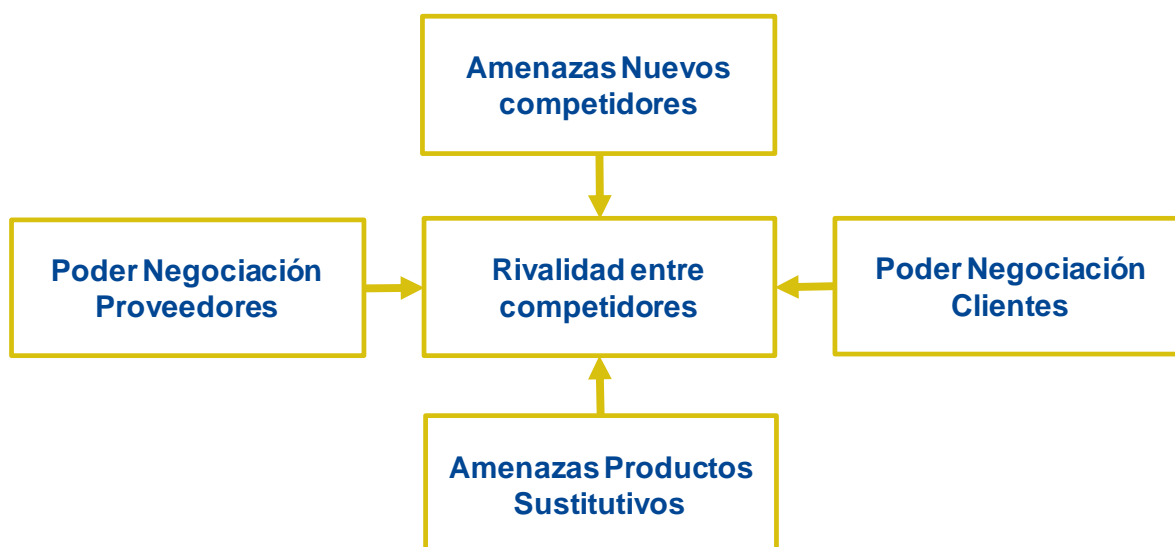 Amenazas Nuevos
competidores
Poder Negociación
Proveedores
Rivalidad entre
competidores
Poder Negociación
Clientes
Amenazas Productos
Sustitutivos